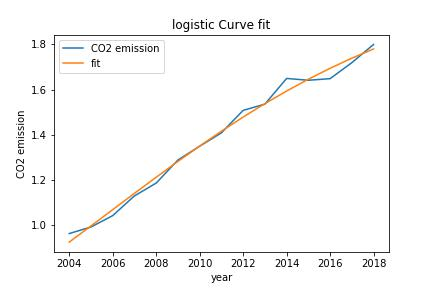 logistic Curve fit
CO2 emission
fit
1.8
1.6
1.4
1.2
1.0
CO2 emission
2004 2006 2008 2010 2012 2014 2016 2018
year